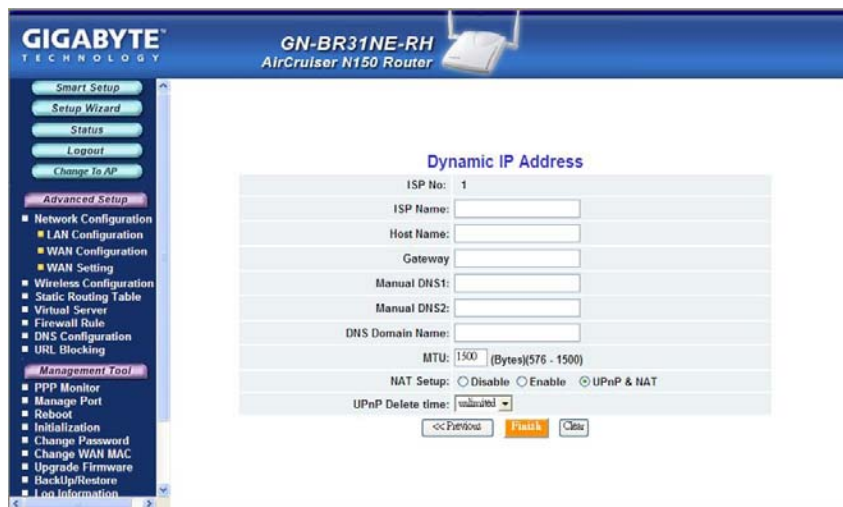 GIGABYTE™
TECHNOLOGY
GN-BR31NE-RH
AirCruiser N150 Router
Smart Setup
Setup Wizard
Status
Logout
Change To AP
Advanced Setup
Network Configuration
LAN Configuration
WAN Configuration
WAN Setting
Wireless Configuration
Static Routing Table
Virtual Server
Firewall Rule
DNS Configuration
URL Blocking
Management Tool
PPP Monitor
Manage Port
Reboot
Initialization
Change Password
Change WAN MAC
Upgrade Firmware
BackUp/Restore
Log Information
Dynamic IP Address
ISP No: 1
ISP Name:
Host Name:
Gateway
Manual DNS1:
Manual DNS2:
DNS Domain Name:
MTU: 1500 (Bytes)(576 - 1500)
NAT Setup: Disable Enable UPnP & NAT
UPnP Delete time: unlimited
<< Previous Finish Clear